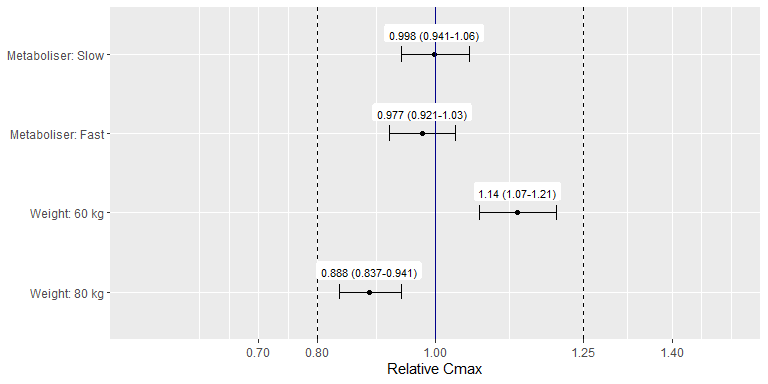 0.998 (0.941-1.06)
Metaboliser: Slow
0.977 (0.921-1.03)
Metaboliser: Fast
1.14 (1.07-1.21)
Weight: 60 kg
0.888 (0.837-0.941)
Weight: 80 kg
0.70 0.80 1.00 1.25 1.40
Relative Cmax